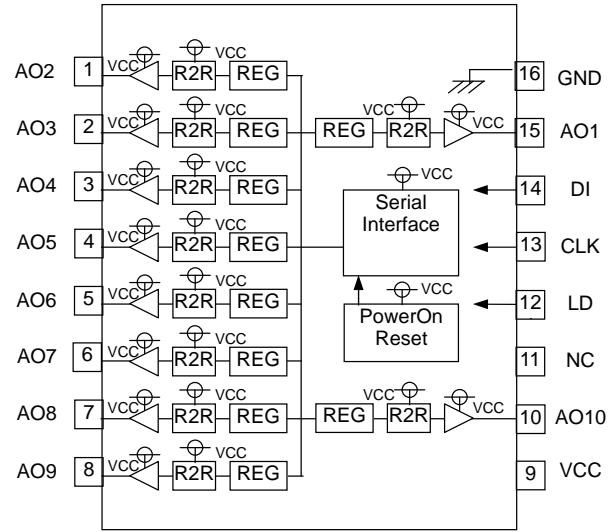 AO2 1 VCC R2R VCC REG 16 GND
AO3 2 VCC R2R VCC REG REG VCC R2R VCC 15 AO1
AO4 3 VCC R2R VCC REG VCC 14 DI
Serial
Interface
AO5 4 VCC R2R VCC REG 13 CLK
AO6 5 VCC R2R VCC REG VCC 12 LD
PowerOn
Reset
AO7 6 VCC R2R VCC REG 11 NC
AO8 7 VCC R2R VCC REG REG VCC R2R VCC 10 AO10
AO9 8 VCC R2R VCC REG 9 VCC